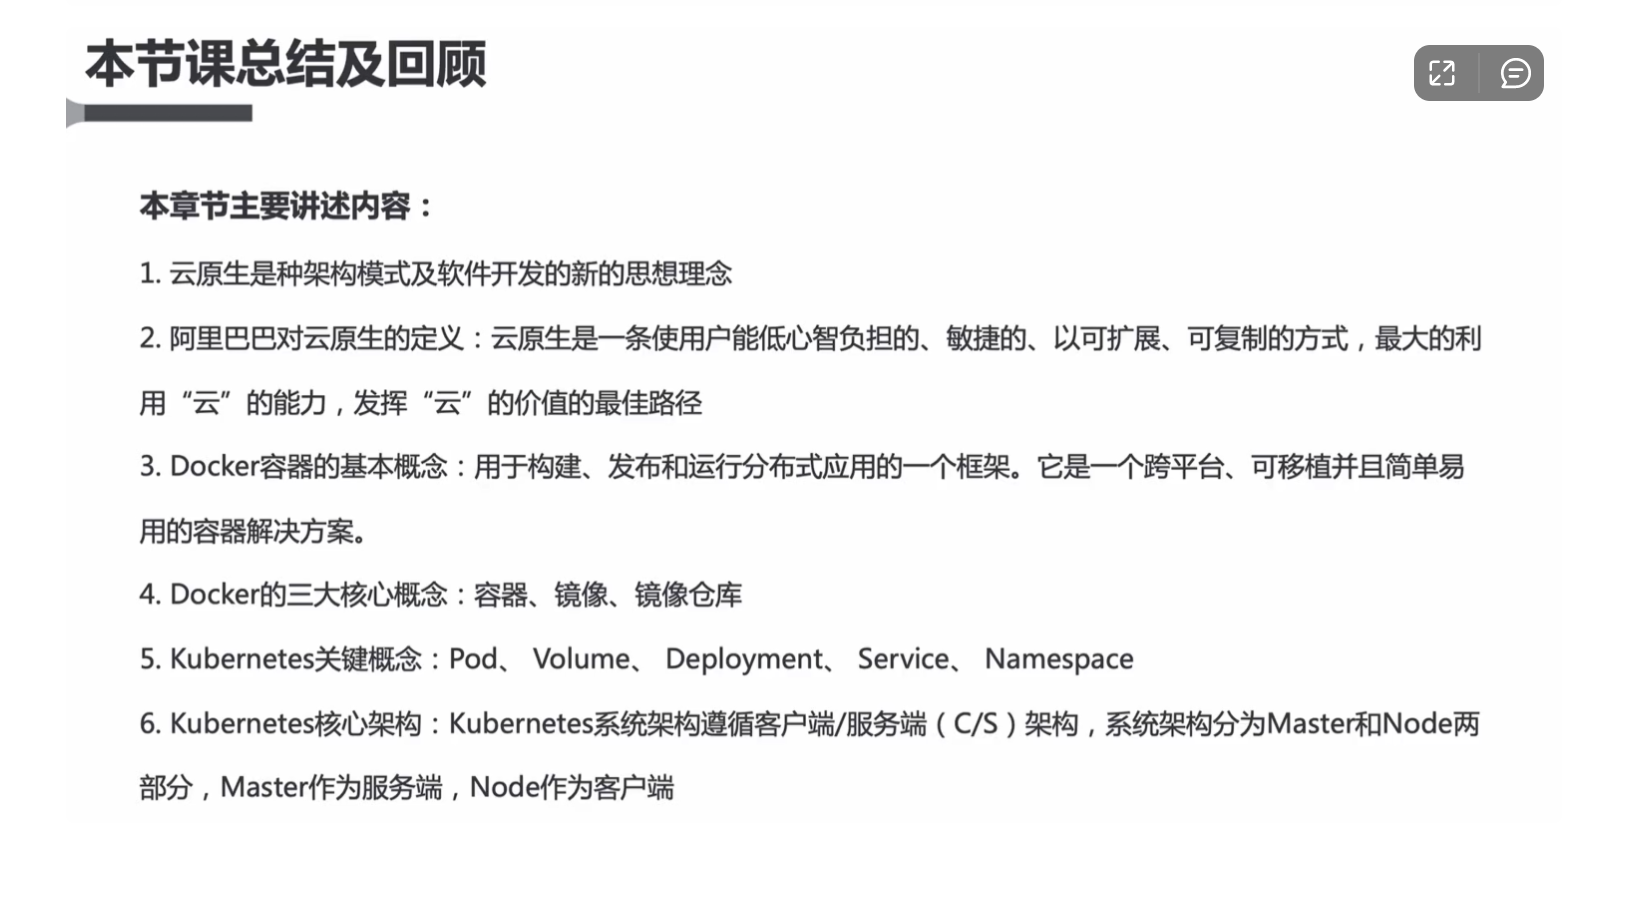 本节课总结及回顾
本章节主要讲述内容：
1. 云原生是种架构模式及软件开发的新的思想理念
2. 阿里巴巴对云原生的定义：云原生是一条使用户能低心智负担的、敏捷的、以可扩展、可复制的方式，最大的利
用“云”的能力，发挥“云”的价值的最佳路径
3. Docker容器的基本概念：用于构建、发布和运行分布式应用的一个框架。它是一个跨平台、可移植并且简单易
用的容器解决方案。
4. Docker的三大核心概念：容器、镜像、镜像仓库
5. Kubernetes关键概念：Pod、 Volume、 Deployment、 Service、 Namespace
6. Kubernetes核心架构：Kubernetes系统架构遵循客户端/服务端（C/S）架构，系统架构分为Master和Node两
部分，Master作为服务端，Node作为客户端